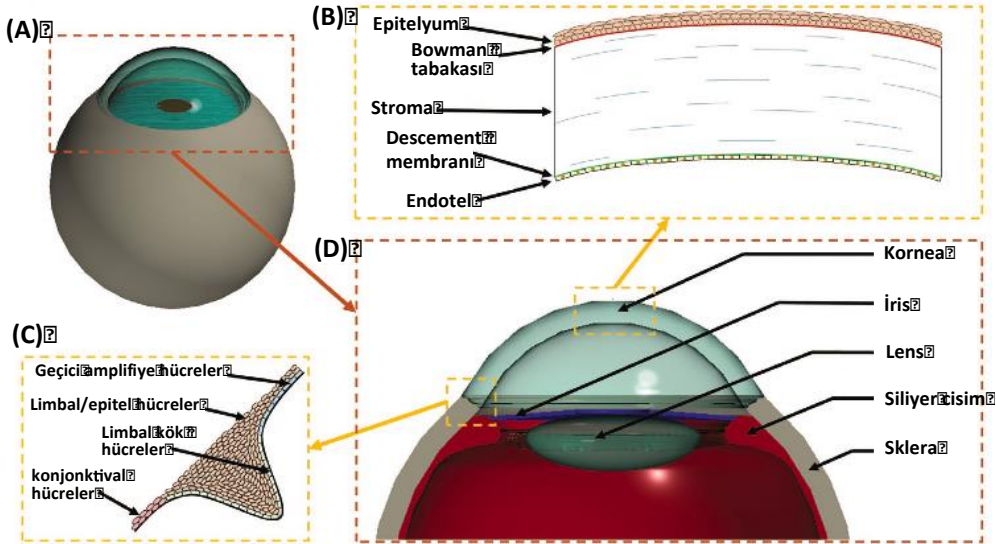 (A)
(B)
Epitelyum
Bowman
tabakası
Stroma
Descement
membranı
Endotel
(C)
Geçici amplifiye hücreler
Limbal/epitel hücreler
Limbal kök
hücreler
konjonktival
hücreler
(D)
Kornea
İris
Lens
Siliyer cisim
Sklera